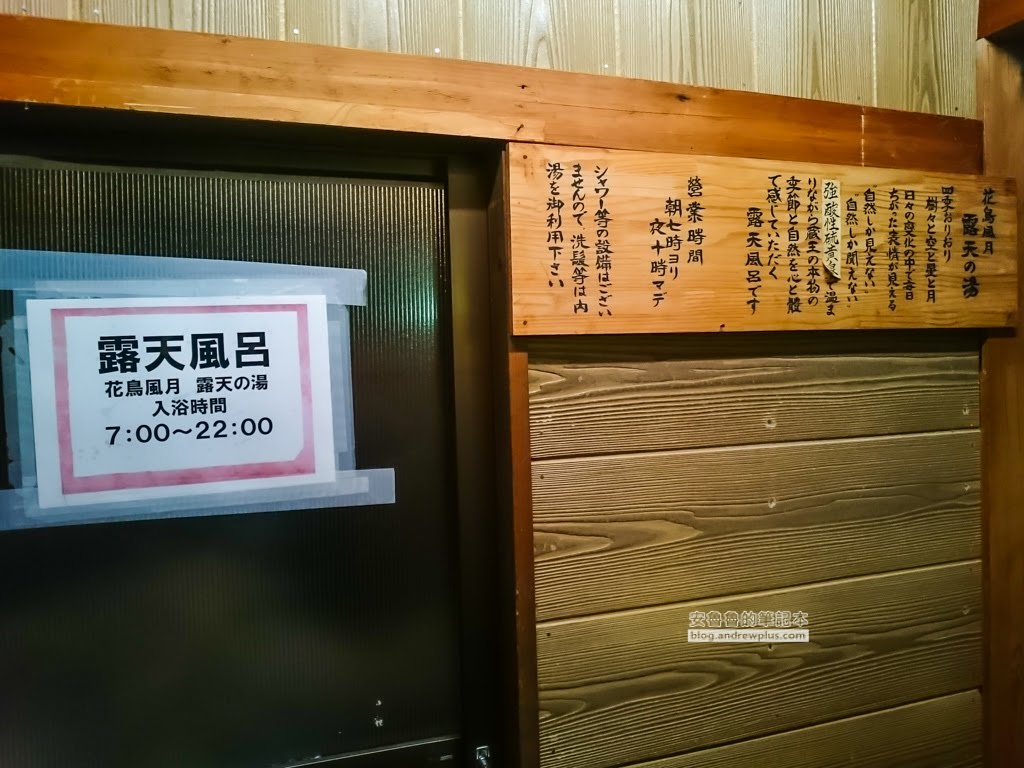 露天風呂
花鳥風月 露天の湯
入浴時間
7:00～22:00
花鳥風月
露天の湯
四季おりおり
樹々と空と星と月
日々の変化の中で毎日
ちがった表情が見える
"自然しか見えない"
"自然しか聞えない"
強酸性硫黄泉で温ま
りながら蔵王の本物の
季節と自然を心と体
で感じていただく
露天風呂です
営業時間
朝七時ヨリ
夜十時マデ
シャワー等の設備はござい
ませんので、洗髪等は内
湯を御利用下さい
安魯魯的筆記本
blog.andrewplus.com